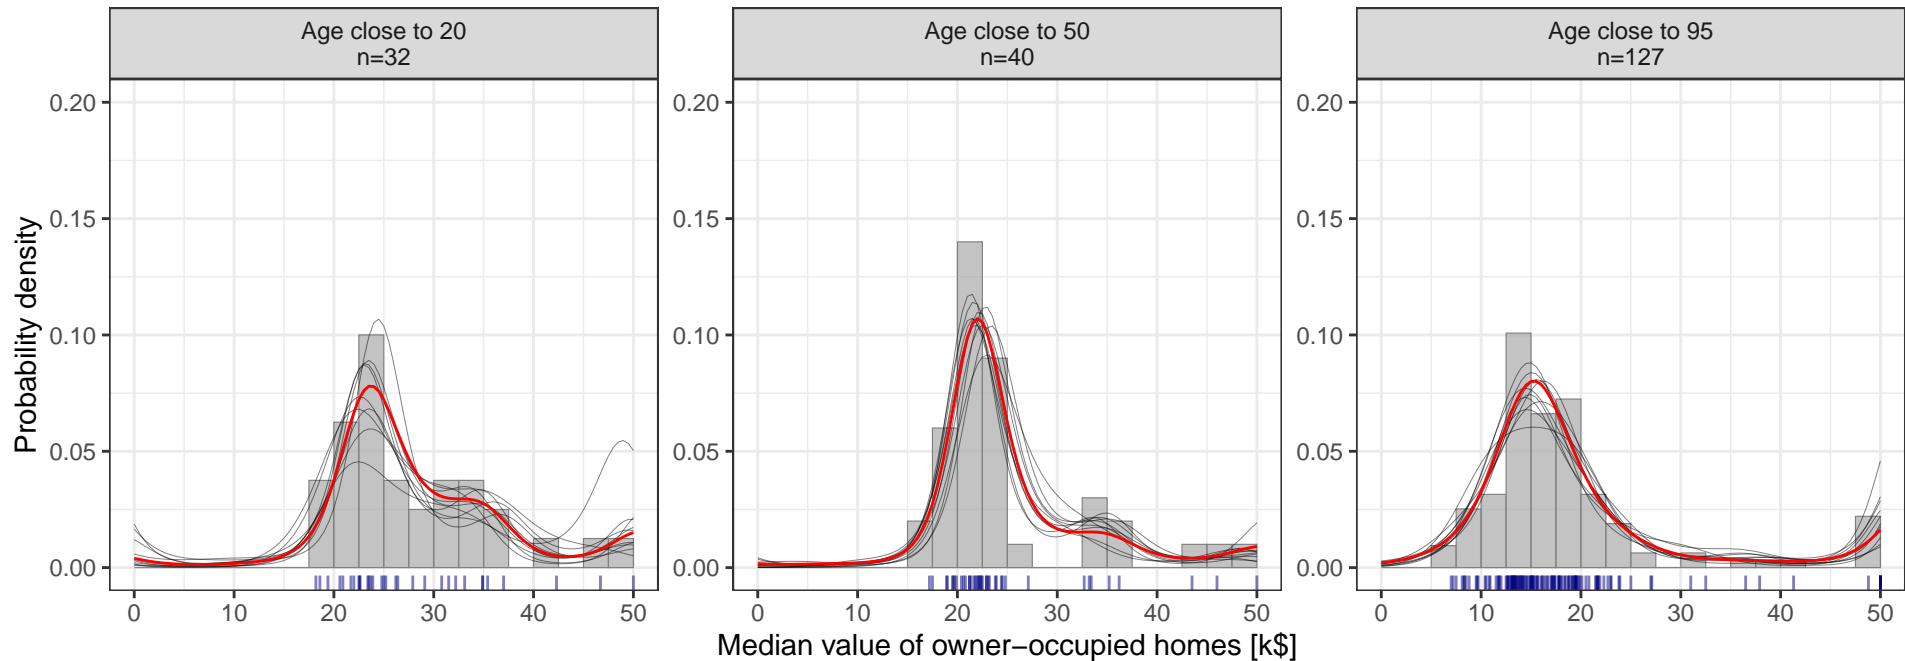 Age close to 20
n=32
Age close to 50
n=40
Age close to 95
n=127
Probability density
0.20
0.15
0.10
0.05
0.00
0 10 20 30 40 50
0.20
0.15
0.10
0.05
0.00
0 10 20 30 40 50
0.20
0.15
0.10
0.05
0.00
0 10 20 30 40 50
Median value of owner−occupied homes [k$]